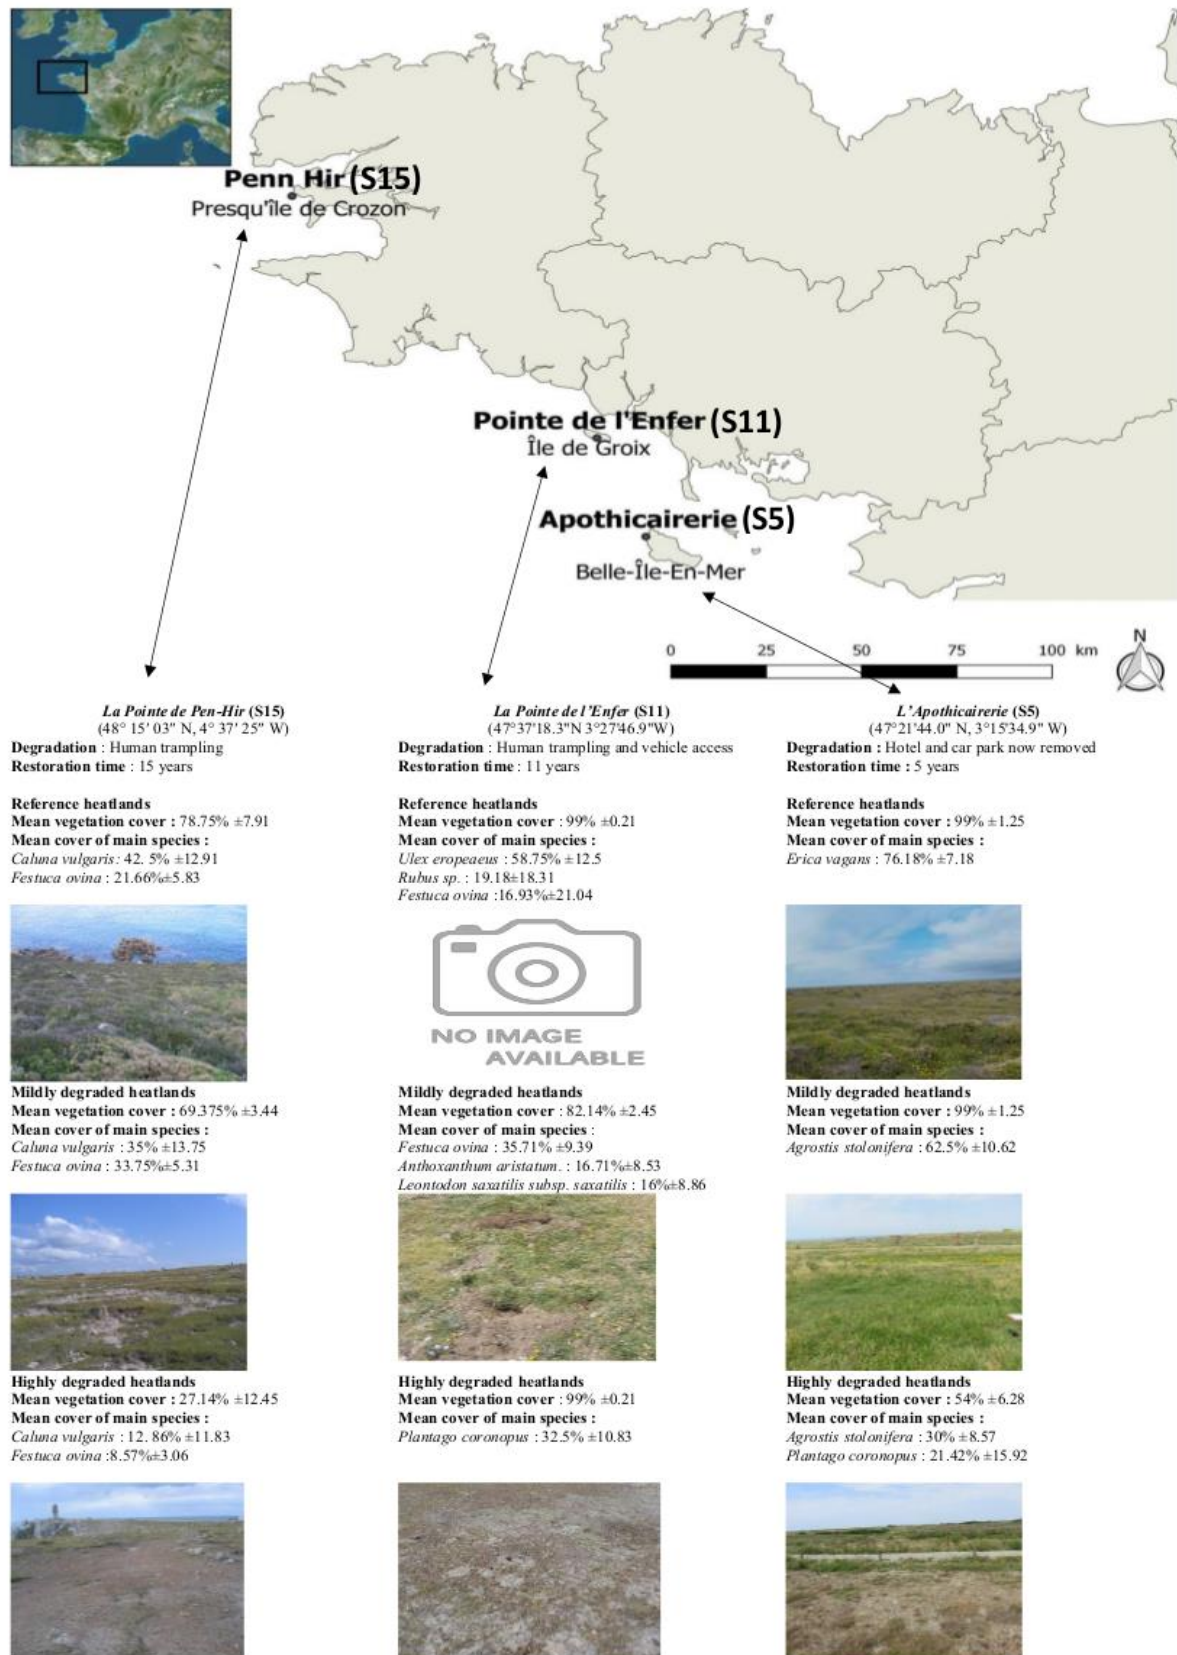 Penn Hir (S15)
Presqu'île de Crozon
Pointe de l'Enfer (S11)
Île de Groix
Apothicairerie (S5)
Belle-Île-En-Mer
0 25 50 75 100 km
N
La Pointe de Pen-Hir (S15)
(48° 15' 03" N, 4° 37' 25" W)
Degradation : Human trampling
Restoration time : 15 years
Reference heatlands
Mean vegetation cover : 78.75% ±7.91
Mean cover of main species :
Caluna vulgaris: 42. 5% ±12.91
Festuca ovina : 21.66%±5.83
Mildly degraded heatlands
Mean vegetation cover : 69.375% ±3.44
Mean cover of main species :
Caluna vulgaris : 35% ±13.75
Festuca ovina : 33.75%±5.31
Highly degraded heatlands
Mean vegetation cover : 27.14% ±12.45
Mean cover of main species :
Caluna vulgaris : 12. 86% ±11.83
Festuca ovina :8.57%±3.06
La Pointe de l'Enfer (S11)
(47°37'18.3"N 3°27'46.9"W)
Degradation : Human trampling and vehicle access
Restoration time : 11 years
Reference heatlands
Mean vegetation cover : 99% ±0.21
Mean cover of main species :
Ulex eropeaeus : 58.75% ±12.5
Rubus sp. : 19.18±18.31
Festuca ovina :16.93%±21.04
NO IMAGE
AVAILABLE
Mildly degraded heatlands
Mean vegetation cover : 82.14% ±2.45
Mean cover of main species :
Festuca ovina : 35.71% ±9.39
Anthoxanthum aristatum. : 16.71%±8.53
Leontodon saxatilis subsp. saxatilis : 16%±8.86
Highly degraded heatlands
Mean vegetation cover : 99% ±0.21
Mean cover of main species :
Plantago coronopus : 32.5% ±10.83
L'Apothicairerie (S5)
(47°21'44.0" N, 3°15'34.9" W)
Degradation : Hotel and car park now removed
Restoration time : 5 years
Reference heatlands
Mean vegetation cover : 99% ±1.25
Mean cover of main species :
Erica vagans : 76.18% ±7.18
Mildly degraded heatlands
Mean vegetation cover : 99% ±1.25
Mean cover of main species :
Agrostis stolonifera : 62.5% ±10.62
Highly degraded heatlands
Mean vegetation cover : 54% ±6.28
Mean cover of main species :
Agrostis stolonifera : 30% ±8.57
Plantago coronopus : 21.42% ±15.92